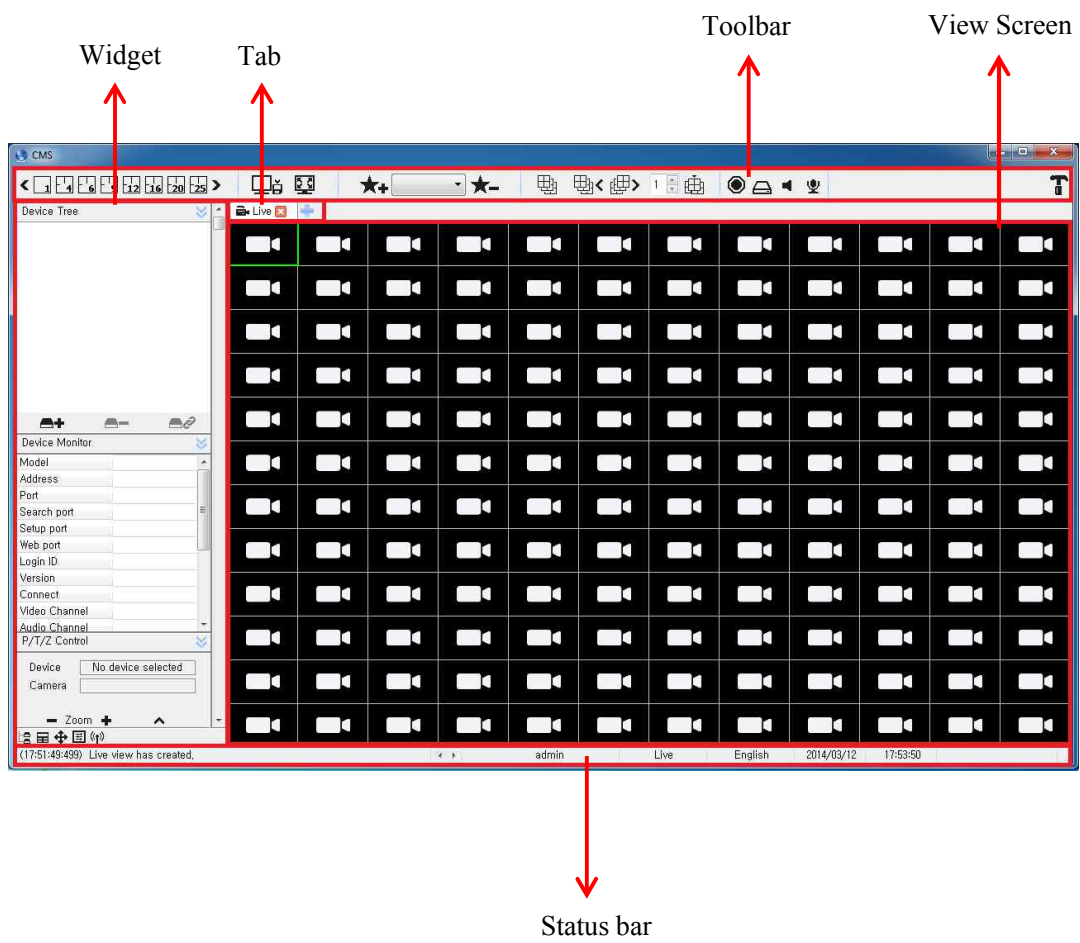 Toolbar
View Screen
Widget
Tab
CMS
1 4 6 9 12 16 20 25
1
Device Tree
Live
Device Monitor
Model
Address
Port
Search port
Setup port
Web port
Login ID
Version
Connect
Video Channel
Audio Channel
P/T/Z Control
Device No device selected
Camera
Zoom
(17:51:49:499) Live view has created, admin Live English 2014/03/12 17:53:50
Status bar